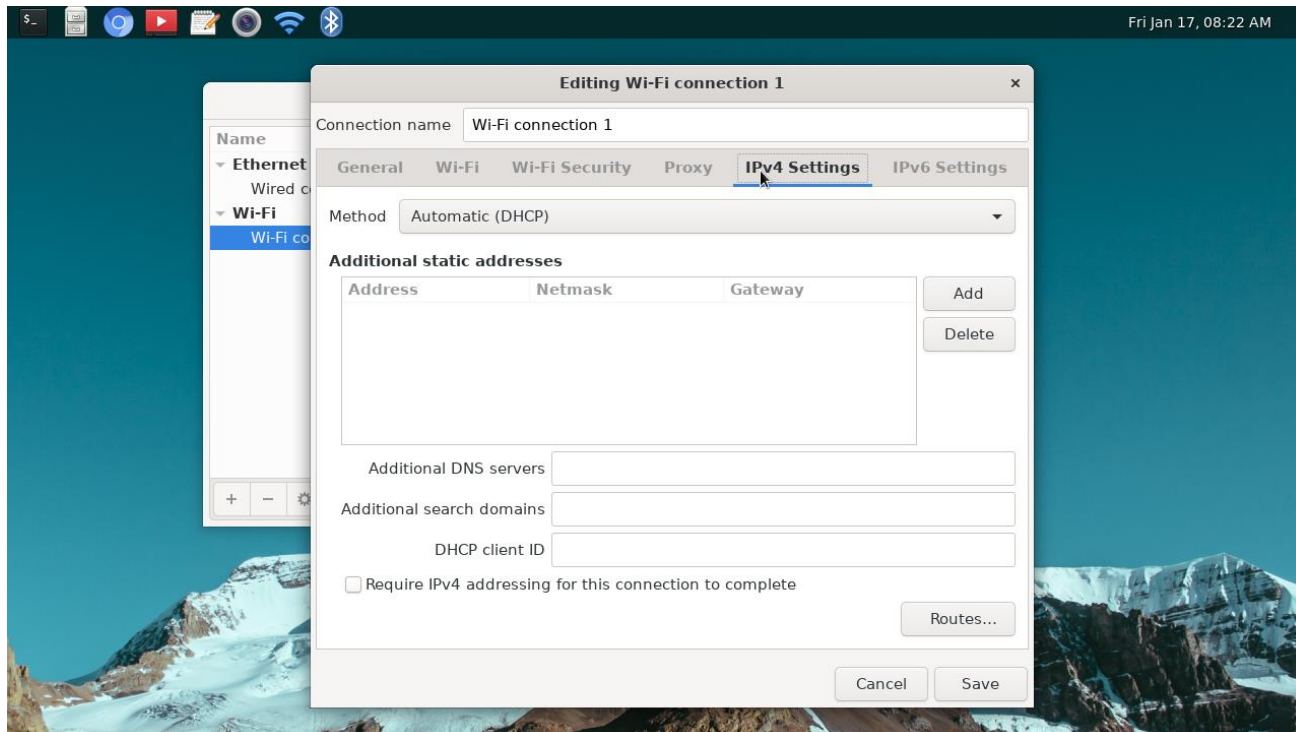 $_
Fri Jan 17, 08:22 AM
Editing Wi-Fi connection 1
Connection name Wi-Fi connection 1
Name
Ethernet
Wired c
Wi-Fi
Wi-Fi co
General Wi-Fi Wi-Fi Security Proxy IPv4 Settings IPv6 Settings
Method Automatic (DHCP)
Additional static addresses
Address Netmask Gateway
Add
Delete
Additional DNS servers
Additional search domains
DHCP client ID
Require IPv4 addressing for this connection to complete
Routes...
Cancel Save